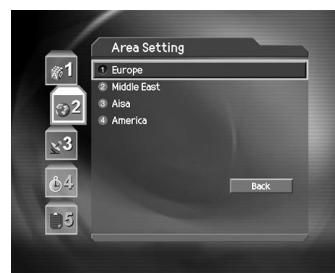 Area Setting
1 Europe
2 Middle East
3 Aisa
4 America
1
2
3
4
5
Back